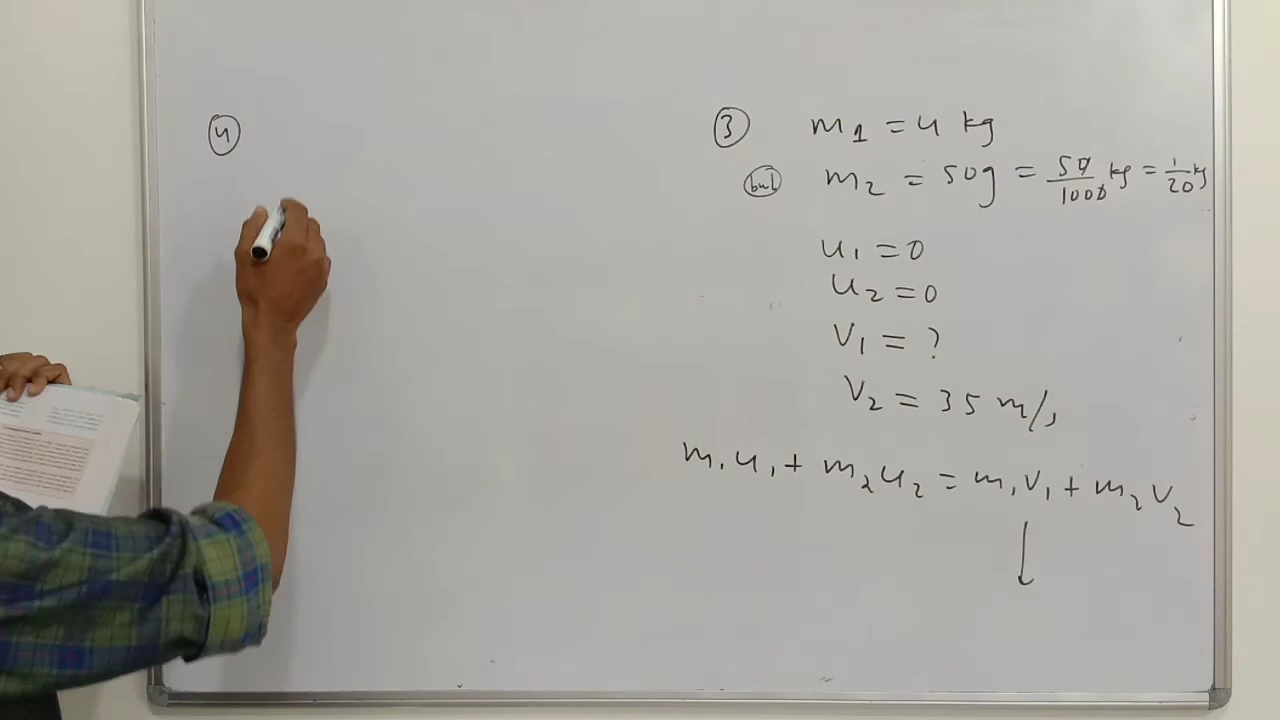 ④
③ m₁ = 4 kg
m₂ = 50g = 50/1000 kg = 1/20 kg
u₁ = 0
u₂ = 0
v₁ = ?
v₂ = 35 m/s
m₁u₁ + m₂u₂ = m₁v₁ + m₂v₂
↓